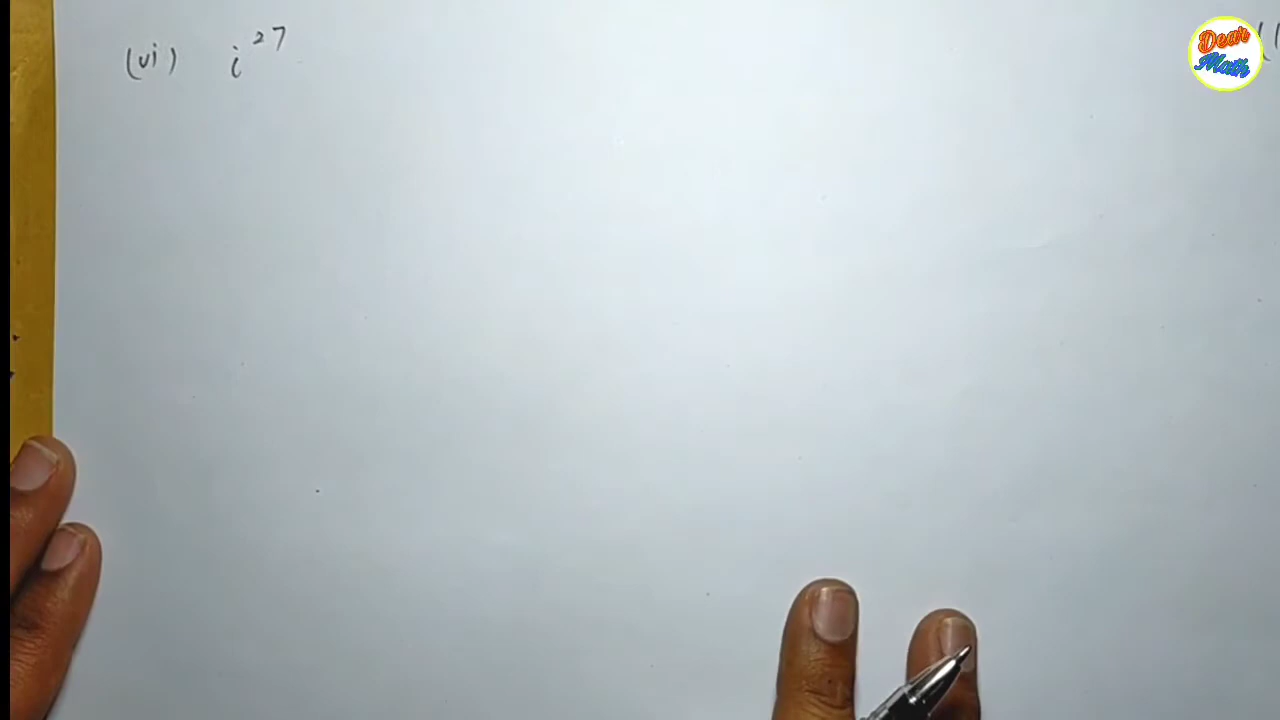 (vi) i²⁷
Dear
Math